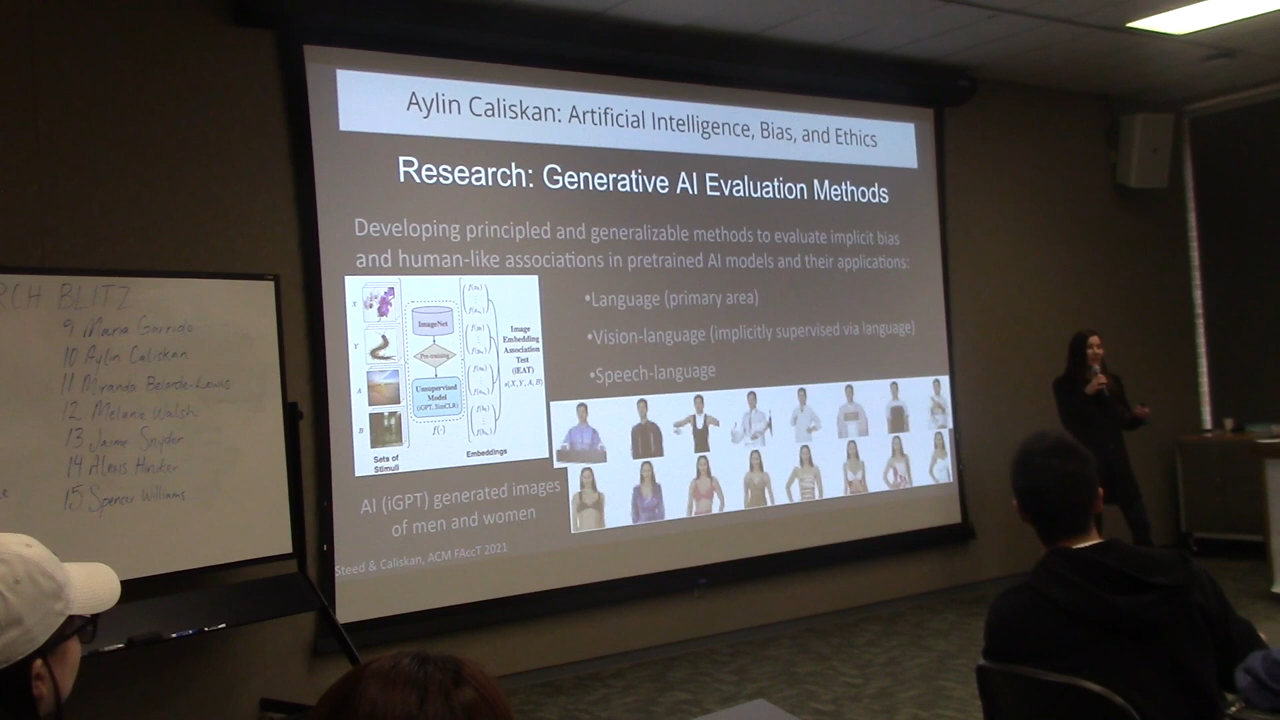 RCH BLITZ
9 Maria Garrido
10 Aylin Caliskan
11 Miranda Belarde-Lewis
12 Melanie Walsh
13 Jaime Snyder
14 Alexis Hiniker
15 Spencer Williams
Aylin Caliskan: Artificial Intelligence, Bias, and Ethics
Research: Generative AI Evaluation Methods
Developing principled and generalizable methods to evaluate implicit bias
and human-like associations in pretrained AI models and their applications:
•Language (primary area)
•Vision-language (implicitly supervised via language)
•Speech-language
X
Y
A
B
Sets of
Stimuli
ImageNet
Pre-training
Unsupervised
Model
(iGPT, SimCLR)
f(·)
Embeddings
Image
Embedding
Association
Test
(iEAT)
s(X, Y, A, B)
AI (iGPT) generated images
of men and women
Steed & Caliskan, ACM FAccT 2021